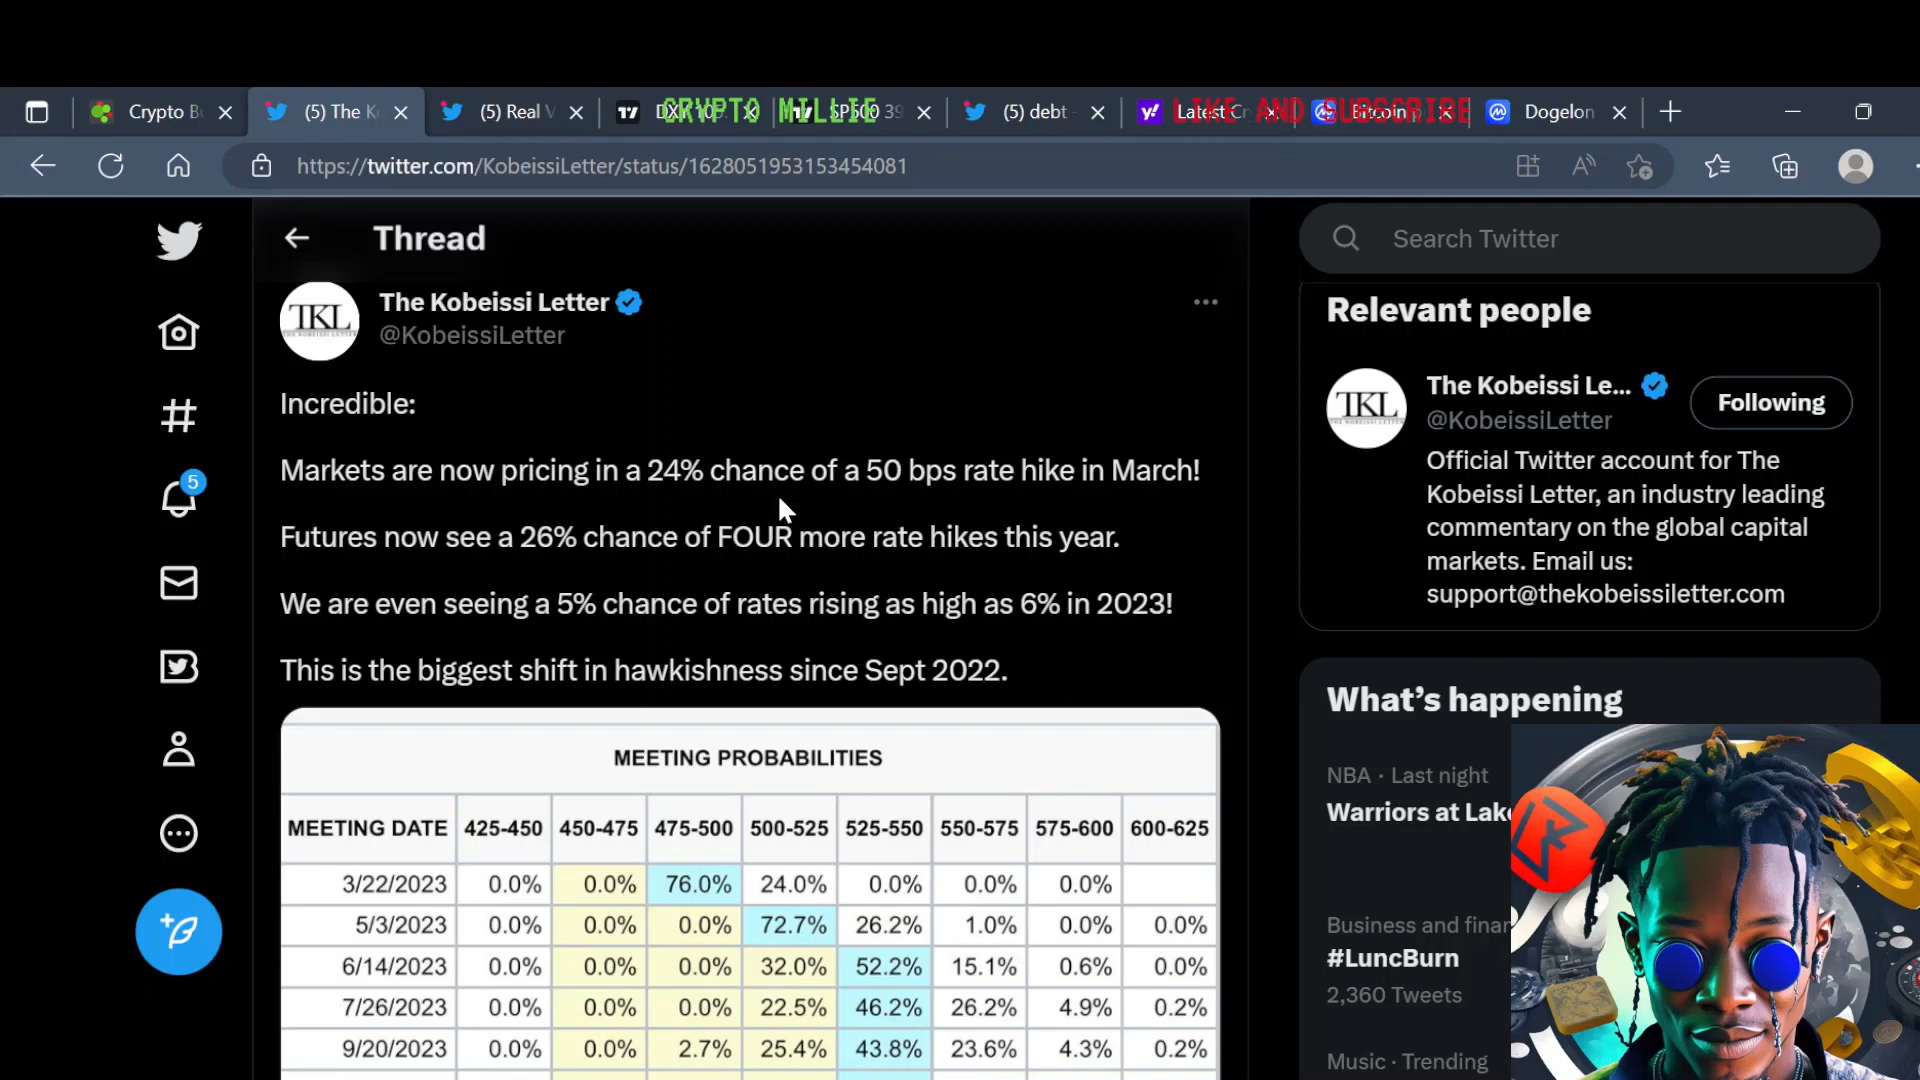 Crypto B
(5) The K
(5) Real V
DX
CRYPTO MILLIE
SP500 39
(5) debt -
Latest Cr
LIKE AND SUBSCRIBE
Bitcoin
Dogelon
https://twitter.com/KobeissiLetter/status/1628051953153454081
Thread
Search Twitter
TKL
The Kobeissi Letter
@KobeissiLetter
Incredible:
Markets are now pricing in a 24% chance of a 50 bps rate hike in March!
Futures now see a 26% chance of FOUR more rate hikes this year.
We are even seeing a 5% chance of rates rising as high as 6% in 2023!
This is the biggest shift in hawkishness since Sept 2022.
5
MEETING PROBABILITIES
MEETING DATE 425-450 450-475 475-500 500-525 525-550 550-575 575-600 600-625
3/22/2023 0.0% 0.0% 76.0% 24.0% 0.0% 0.0% 0.0%
5/3/2023 0.0% 0.0% 0.0% 72.7% 26.2% 1.0% 0.0% 0.0%
6/14/2023 0.0% 0.0% 0.0% 32.0% 52.2% 15.1% 0.6% 0.0%
7/26/2023 0.0% 0.0% 0.0% 22.5% 46.2% 26.2% 4.9% 0.2%
9/20/2023 0.0% 0.0% 2.7% 25.4% 43.8% 23.6% 4.3% 0.2%
Relevant people
TKL
The Kobeissi Le...
Following
@KobeissiLetter
Official Twitter account for The
Kobeissi Letter, an industry leading
commentary on the global capital
markets. Email us:
support@thekobeissiletter.com
What's happening
NBA · Last night
Warriors at Lake
Business and finan
#LuncBurn
2,360 Tweets
Music · Trending